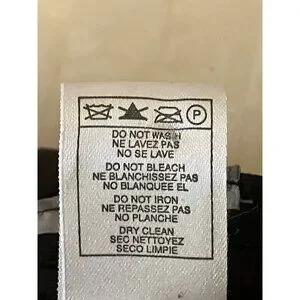 P
DO NOT WASH
NE LAVEZ PAS
NO SE LAVE
DO NOT BLEACH
NE BLANCHISSEZ PAS
NO BLANQUEE EL
DO NOT IRON
NE REPASSEZ PAS
NO PLANCHE
DRY CLEAN
SEC NETTOYEZ
SECO LIMPIE